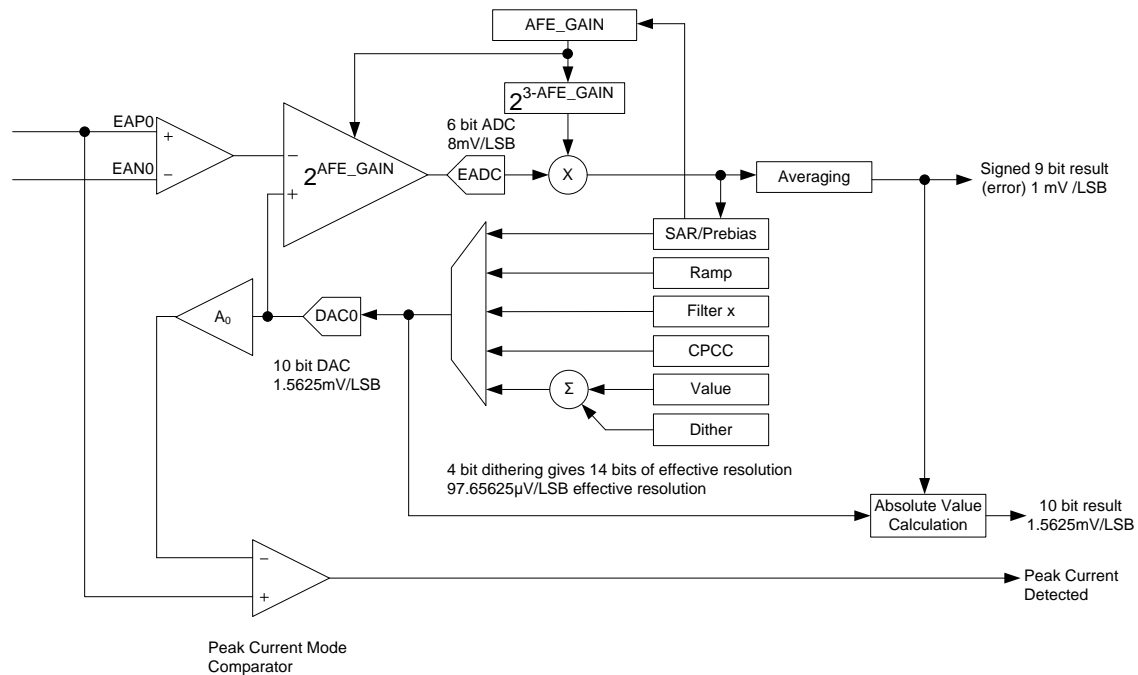 AFE_GAIN
2^3-AFE_GAIN
EAP0
EAN0
+
−
−
+
2^AFE_GAIN
6 bit ADC
8mV/LSB
EADC
X
Averaging
Signed 9 bit result
(error) 1 mV /LSB
SAR/Prebias
Ramp
Filter x
CPCC
Value
Dither
Σ
A₀
DAC0
10 bit DAC
1.5625mV/LSB
4 bit dithering gives 14 bits of effective resolution
97.65625µV/LSB effective resolution
Absolute Value
Calculation
10 bit result
1.5625mV/LSB
−
+
Peak Current
Detected
Peak Current Mode
Comparator